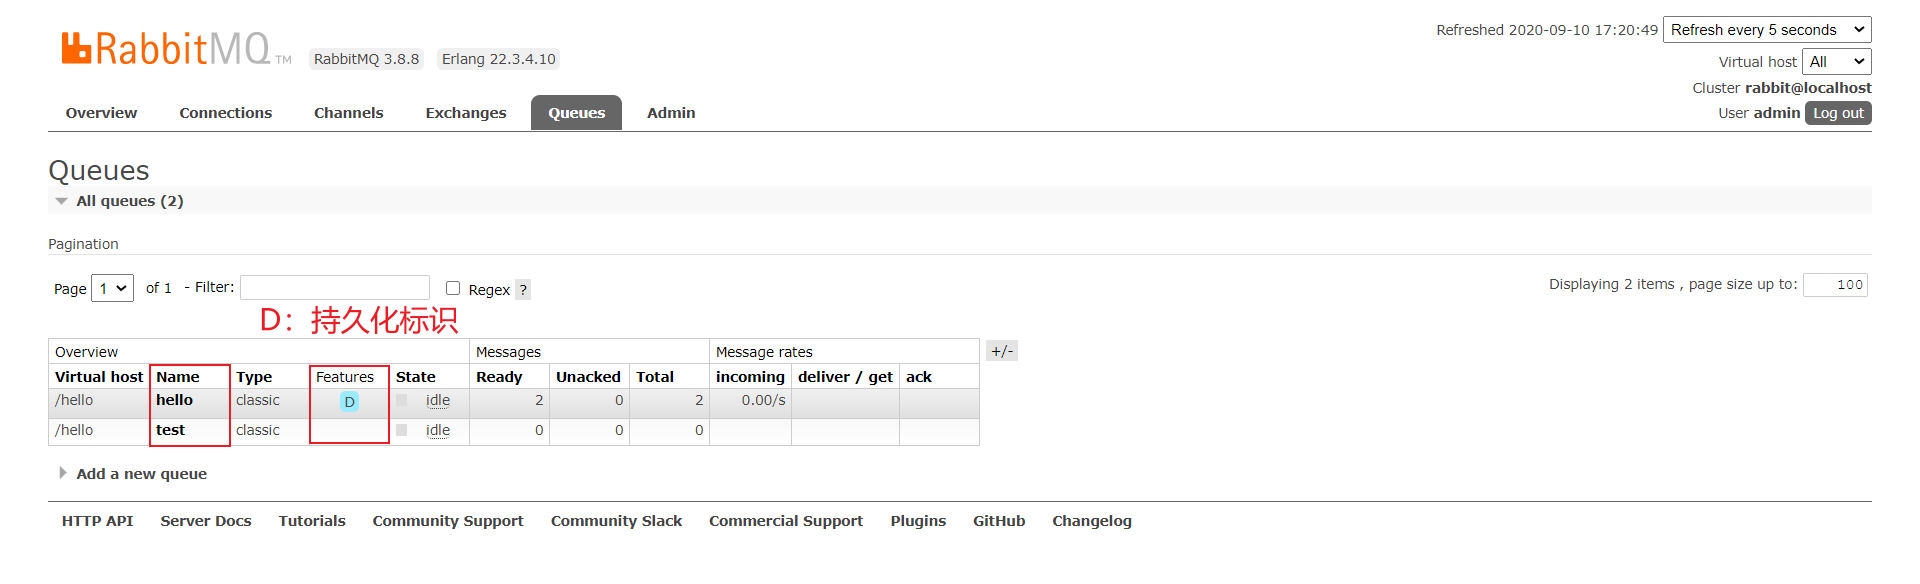 RabbitMQ TM RabbitMQ 3.8.8 Erlang 22.3.4.10
Refreshed 2020-09-10 17:20:49 Refresh every 5 seconds
Virtual host All
Cluster rabbit@localhost
User admin Log out
Overview Connections Channels Exchanges Queues Admin
Queues
All queues (2)
Pagination
Page 1 of 1 - Filter: Regex ? Displaying 2 items , page size up to: 100
D：持久化标识
Overview Messages Message rates +/-
Virtual host Name Type Features State Ready Unacked Total incoming deliver / get ack
/hello hello classic D idle 2 0 2 0.00/s
/hello test classic idle 0 0 0
Add a new queue
HTTP API Server Docs Tutorials Community Support Community Slack Commercial Support Plugins GitHub Changelog